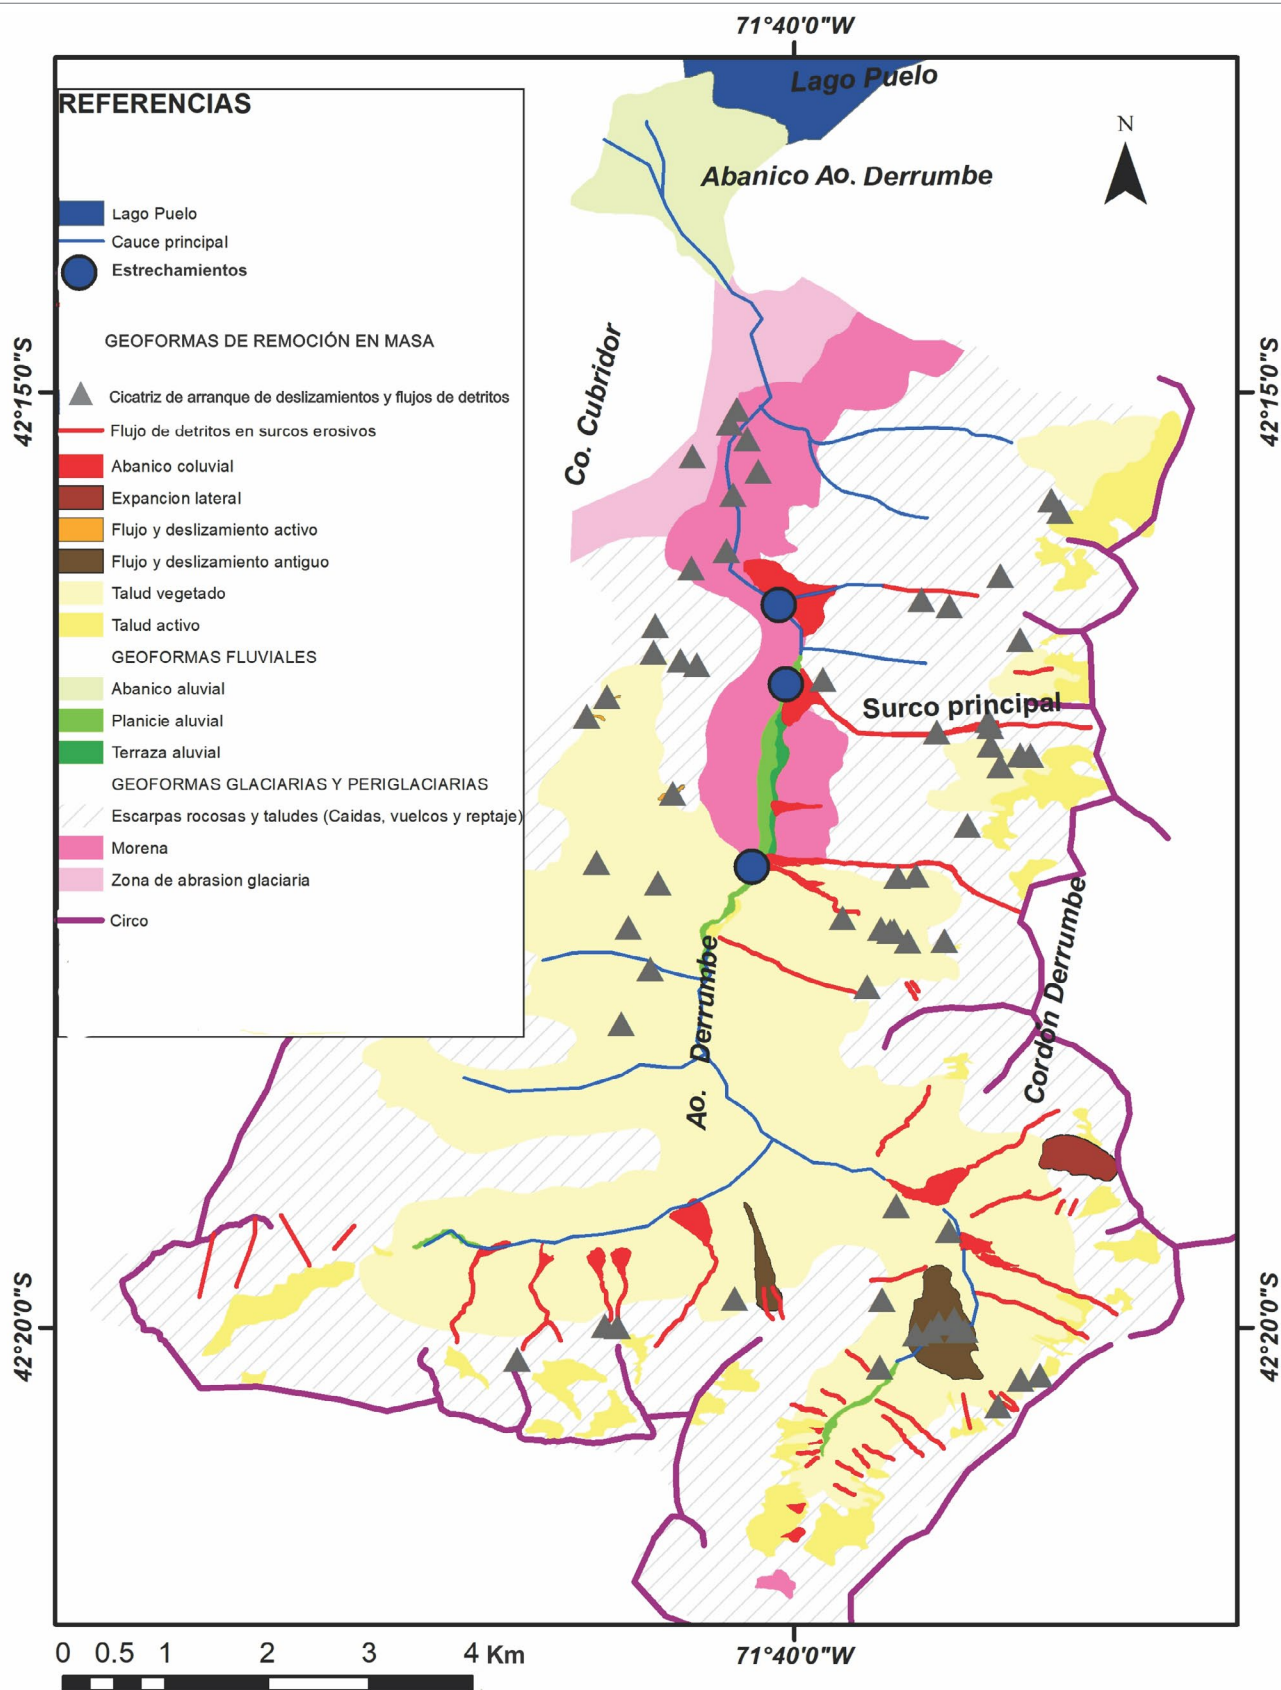 71°40'0"W
Lago Puelo
REFERENCIAS
N
Abanico Ao. Derrumbe
Lago Puelo
Cauce principal
Estrechamientos
GEOFORMAS DE REMOCIÓN EN MASA
Co. Cubridor
42°15'0"S
42°15'0"S
Cicatriz de arranque de deslizamientos y flujos de detritos
Flujo de detritos en surcos erosivos
Abanico coluvial
Expancion lateral
Flujo y deslizamiento activo
Flujo y deslizamiento antiguo
Talud vegetado
Talud activo
GEOFORMAS FLUVIALES
Abanico aluvial
Surco principal
Planicie aluvial
Terraza aluvial
GEOFORMAS GLACIARIAS Y PERIGLACIARIAS
Escarpas rocosas y taludes (Caidas, vuelcos y reptaje)
Morena
Zona de abrasion glaciaria
Circo
Ao. Derrumbe
Cordón Derrumbe
42°20'0"S
42°20'0"S
0 0.5 1 2 3 4 Km
71°40'0"W